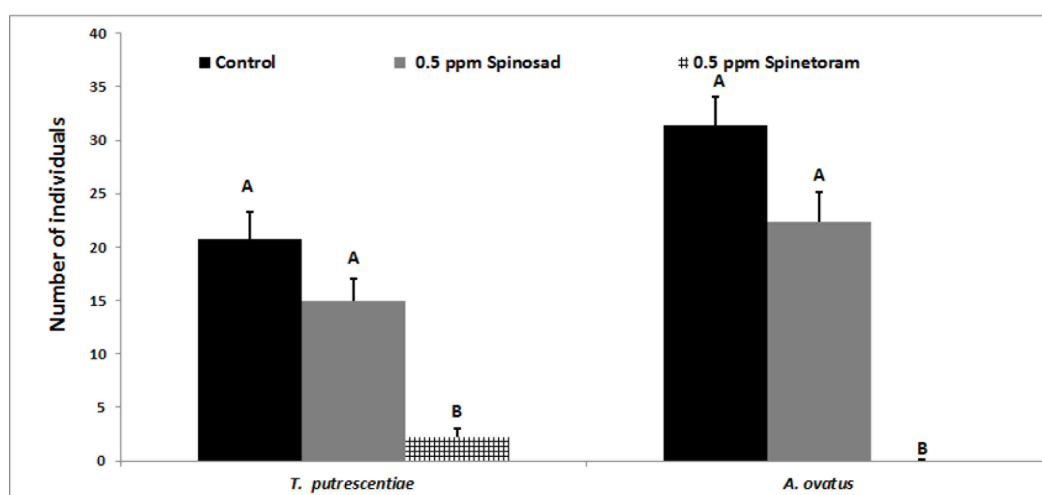 40
35
30
25
20
15
10
5
0
Number of individuals
Control 0.5 ppm Spinosad 0.5 ppm Spinetoram
A A B A A B
T. putrescentiae A. ovatus